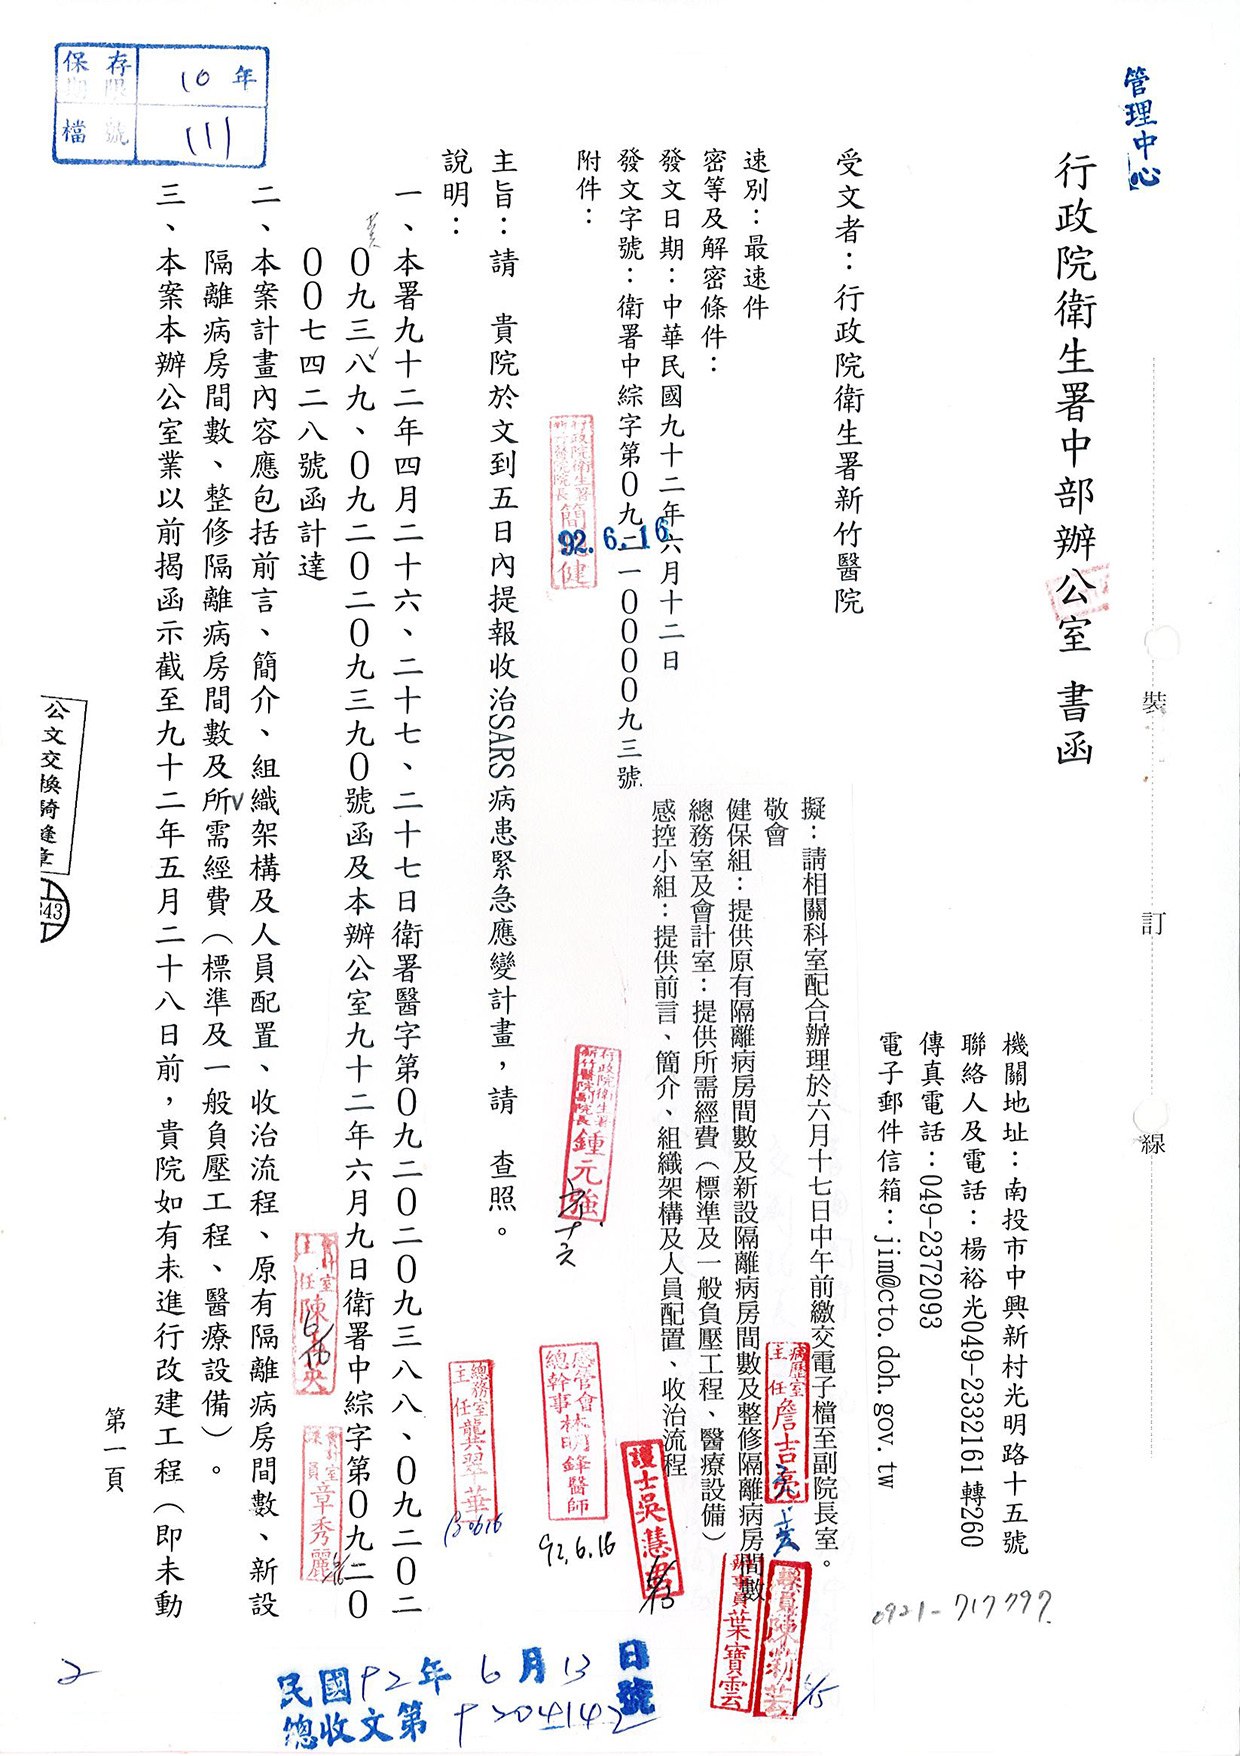 管理中心
保存期限 10年
檔號 111
行政院衛生署中部辦公室 書函
機關地址：南投市中興新村光明路十五號
聯絡人及電話：楊裕光049-2332161轉260
傳真電話：049-2372093
電子郵件信箱：jim@cto.doh.gov.tw
0921-717797
受文者：行政院衛生署新竹醫院
速別：最速件
密等及解密條件：
發文日期：中華民國九十二年六月十二日
發文字號：衛署中綜字第０九二一００００九三號
附件：
擬：請相關科室配合辦理於六月十七日中午前繳交電子檔至副院長室。
敬會
健保組：提供原有隔離病房間數及新設隔離病房間數及整修隔離病房間數
總務室及會計室：提供所需經費（標準及一般負壓工程、醫療設備）
感控小組：提供前言、簡介、組織架構及人員配置、收治流程
主旨：請　貴院於文到五日內提報收治SARS病患緊急應變計畫，請　查照。
說明：
一、本署九十二年四月二十六、二十七、二十七日衛署醫字第０九二０二０九三八八、０九二０二
０九三八九、０九二０二０九三九０號函及本辦公室九十二年六月九日衛署中綜字第０九二０
００七四二八號函計達
二、本案計畫內容應包括前言、簡介、組織架構及人員配置、收治流程、原有隔離病房間數、新設
隔離病房間數、整修隔離病房間數及所需經費（標準及一般負壓工程、醫療設備）。
三、本案本辦公室業以前揭函示截至九十二年五月二十八日前，貴院如有未進行改建工程（即未動
第一頁
裝
訂
線
行政院衛生署
新竹醫院院長
簡 健
92.6.-16
行政院衛生署
新竹醫院副院長
鍾元強
病歷室
主任
詹吉亮
感管會
總幹事
林明鋒醫師
92.6.16
護士吳慧君
總務室
主任
龔翠華
主任
陳 央
會計室
課員
章秀麗
辦事員葉寶雲
公文交換騎縫章
343
民國92年6月13日
總收文第9204142號
2